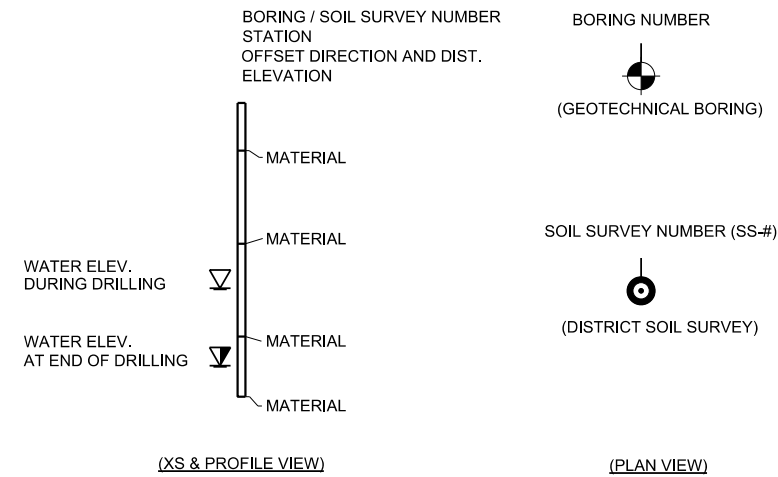 BORING / SOIL SURVEY NUMBER
STATION
OFFSET DIRECTION AND DIST.
ELEVATION
MATERIAL
MATERIAL
WATER ELEV.
DURING DRILLING
WATER ELEV.
AT END OF DRILLING
MATERIAL
MATERIAL
(XS & PROFILE VIEW)
BORING NUMBER
(GEOTECHNICAL BORING)
SOIL SURVEY NUMBER (SS-#)
(DISTRICT SOIL SURVEY)
(PLAN VIEW)